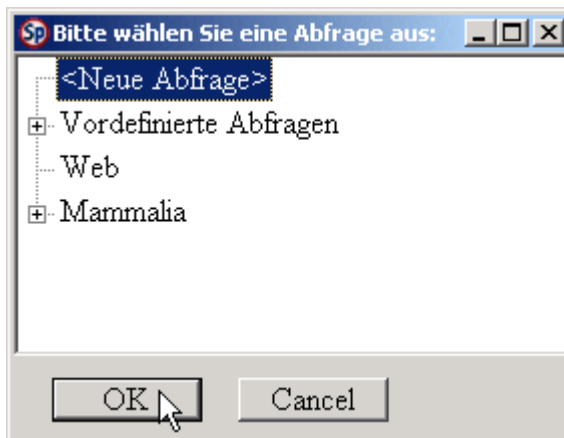 Sp Bitte wählen Sie eine Abfrage aus:
<Neue Abfrage>
Vordefinierte Abfragen
Web
Mammalia
OK Cancel